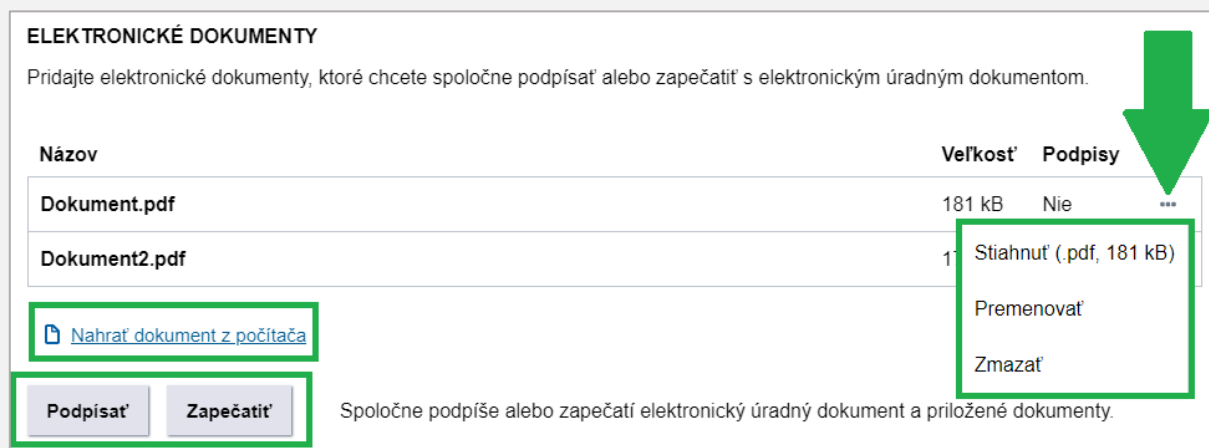 ELEKTRONICKÉ DOKUMENTY
Pridajte elektronické dokumenty, ktoré chcete spoločne podpísať alebo zapečatiť s elektronickým úradným dokumentom.
Názov Veľkosť Podpisy
Dokument.pdf 181 kB Nie •••
Dokument2.pdf
Stiahnuť (.pdf, 181 kB)
Premenovať
Zmazať
Nahrať dokument z počítača
Podpísať Zapečatiť Spoločne podpíše alebo zapečatí elektronický úradný dokument a priložené dokumenty.